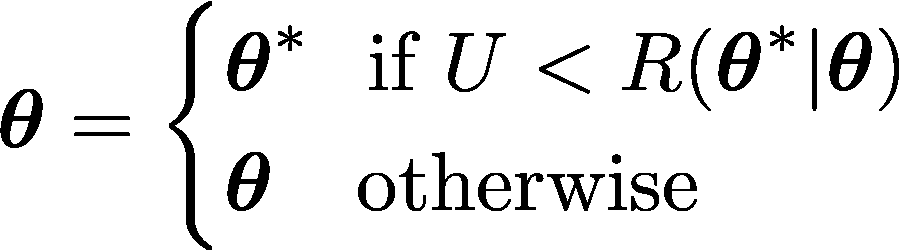 𝜽 = { 𝜽* if U < R(𝜽*|𝜽)
𝜽 otherwise